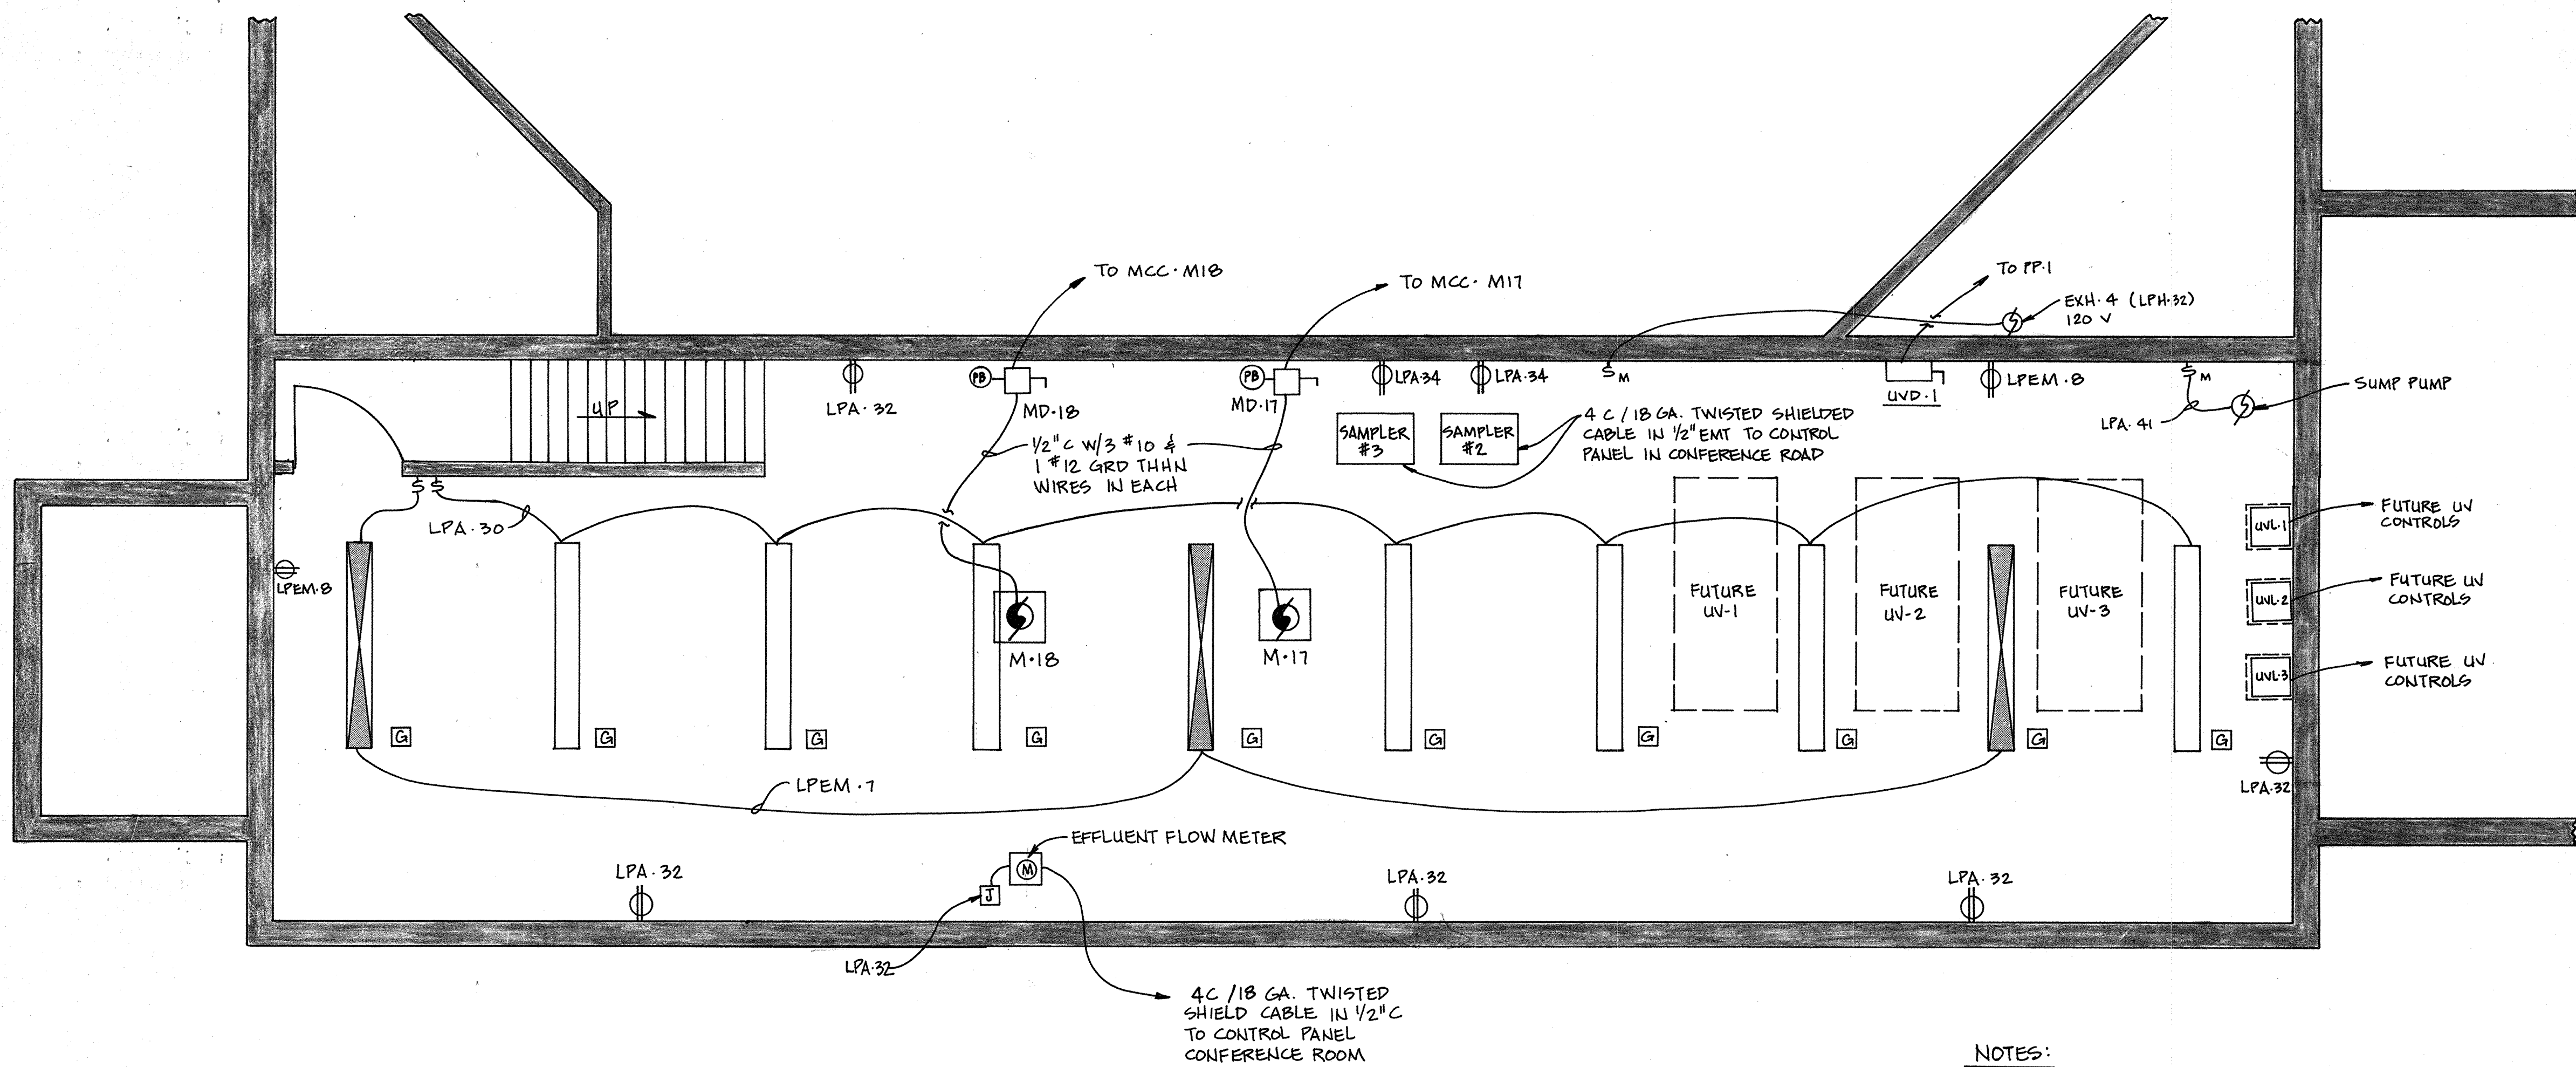 TO MCC. M18
TO MCC. M17
TO PP.1
EXH. 4 (LPH.32)
120 V
UP
LPA. 32
PB
MD.18
PB
MD.17
LPA.34
LPA.34
S M
UVD.1
LPEM.8
S M
LPA. 41
SUMP PUMP
1/2" C W/3 #10 &
1 #12 GRD THHN
WIRES IN EACH
SAMPLER
#3
SAMPLER
#2
4 C / 18 GA. TWISTED SHIELDED
CABLE IN 1/2" EMT TO CONTROL
PANEL IN CONFERENCE ROAD
S S
LPA.30
LPEM.8
M.18
M.17
FUTURE
UV-1
FUTURE
UV-2
FUTURE
UV-3
UVL.1
FUTURE UV
CONTROLS
UVL.2
FUTURE UV
CONTROLS
UVL.3
FUTURE UV
CONTROLS
G
G
G
G
G
G
G
G
G
G
LPA.32
LPEM.7
EFFLUENT FLOW METER
M
J
LPA.32
LPA.32
LPA.32
LPA.32
4C /18 GA. TWISTED
SHIELD CABLE IN 1/2" C
TO CONTROL PANEL
CONFERENCE ROOM
NOTES: